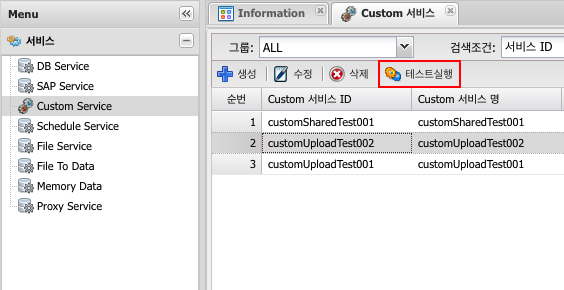 Menu
서비스
DB Service
SAP Service
Custom Service
Schedule Service
File Service
File To Data
Memory Data
Proxy Service
Information
Custom 서비스
그룹: ALL 검색조건: 서비스 ID
생성 수정 삭제 테스트실행
순번 Custom 서비스 ID Custom 서비스 명
1 customSharedTest001 customSharedTest001
2 customUploadTest002 customUploadTest002
3 customUploadTest001 customUploadTest001